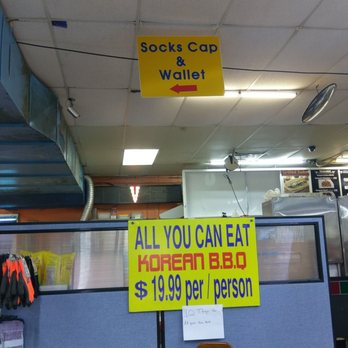 Socks Cap
&
Wallet
ALL YOU CAN EAT
KOREAN B.B.Q
$ 19.99 per / person